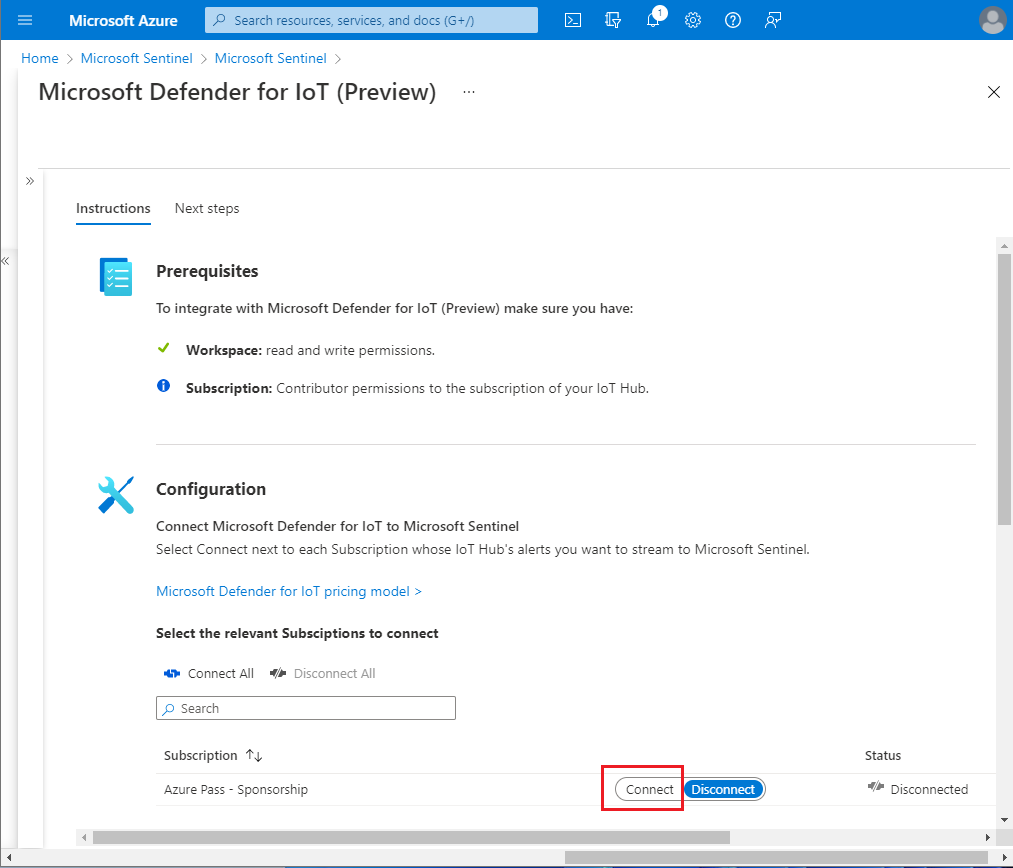 Microsoft Azure
Search resources, services, and docs (G+/)
1
Home > Microsoft Sentinel > Microsoft Sentinel >
Microsoft Defender for IoT (Preview) ...
Instructions Next steps
Prerequisites
To integrate with Microsoft Defender for IoT (Preview) make sure you have:
Workspace: read and write permissions.
Subscription: Contributor permissions to the subscription of your IoT Hub.
Configuration
Connect Microsoft Defender for IoT to Microsoft Sentinel
Select Connect next to each Subscription whose IoT Hub's alerts you want to stream to Microsoft Sentinel.
Microsoft Defender for IoT pricing model >
Select the relevant Subsciptions to connect
Connect All Disconnect All
Search
Subscription Status
Azure Pass - Sponsorship Connect Disconnect Disconnected